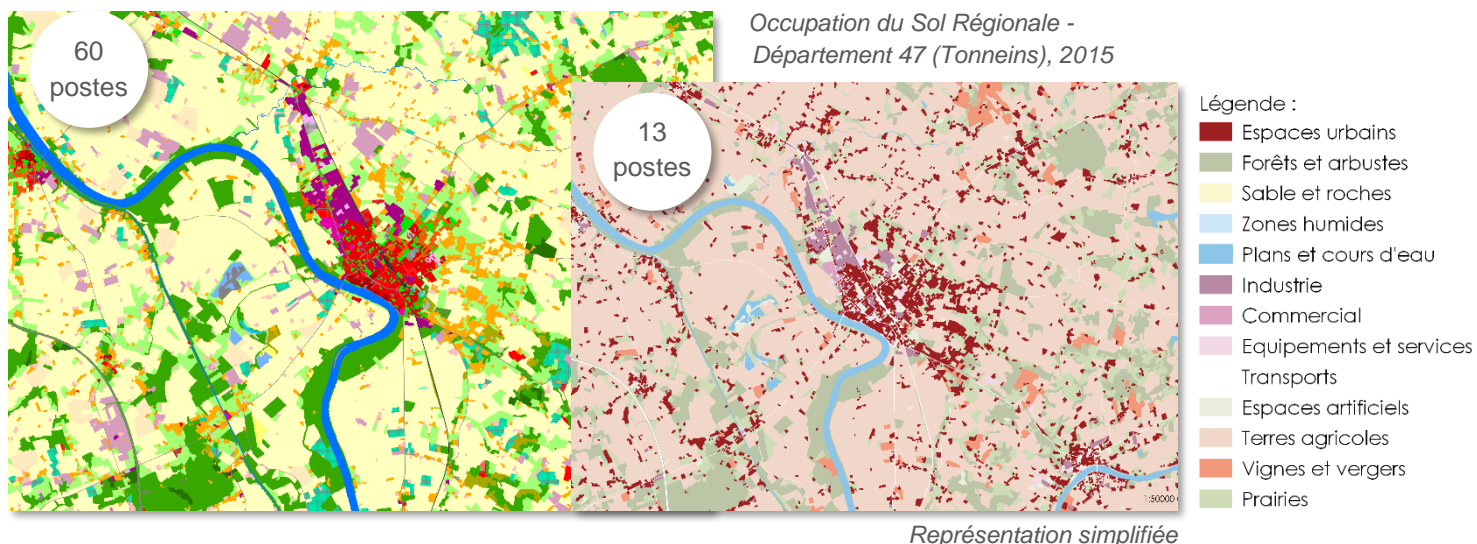 60
postes
Occupation du Sol Régionale -
Département 47 (Tonneins), 2015
13
postes
Légende :
Espaces urbains
Forêts et arbustes
Sable et roches
Zones humides
Plans et cours d'eau
Industrie
Commercial
Equipements et services
Transports
Espaces artificiels
Terres agricoles
Vignes et vergers
Prairies
1:50000
Représentation simplifiée